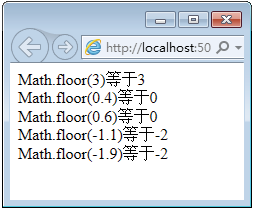 http://localhost:50
Math.floor(3)等于3
Math.floor(0.4)等于0
Math.floor(0.6)等于0
Math.floor(-1.1)等于-2
Math.floor(-1.9)等于-2